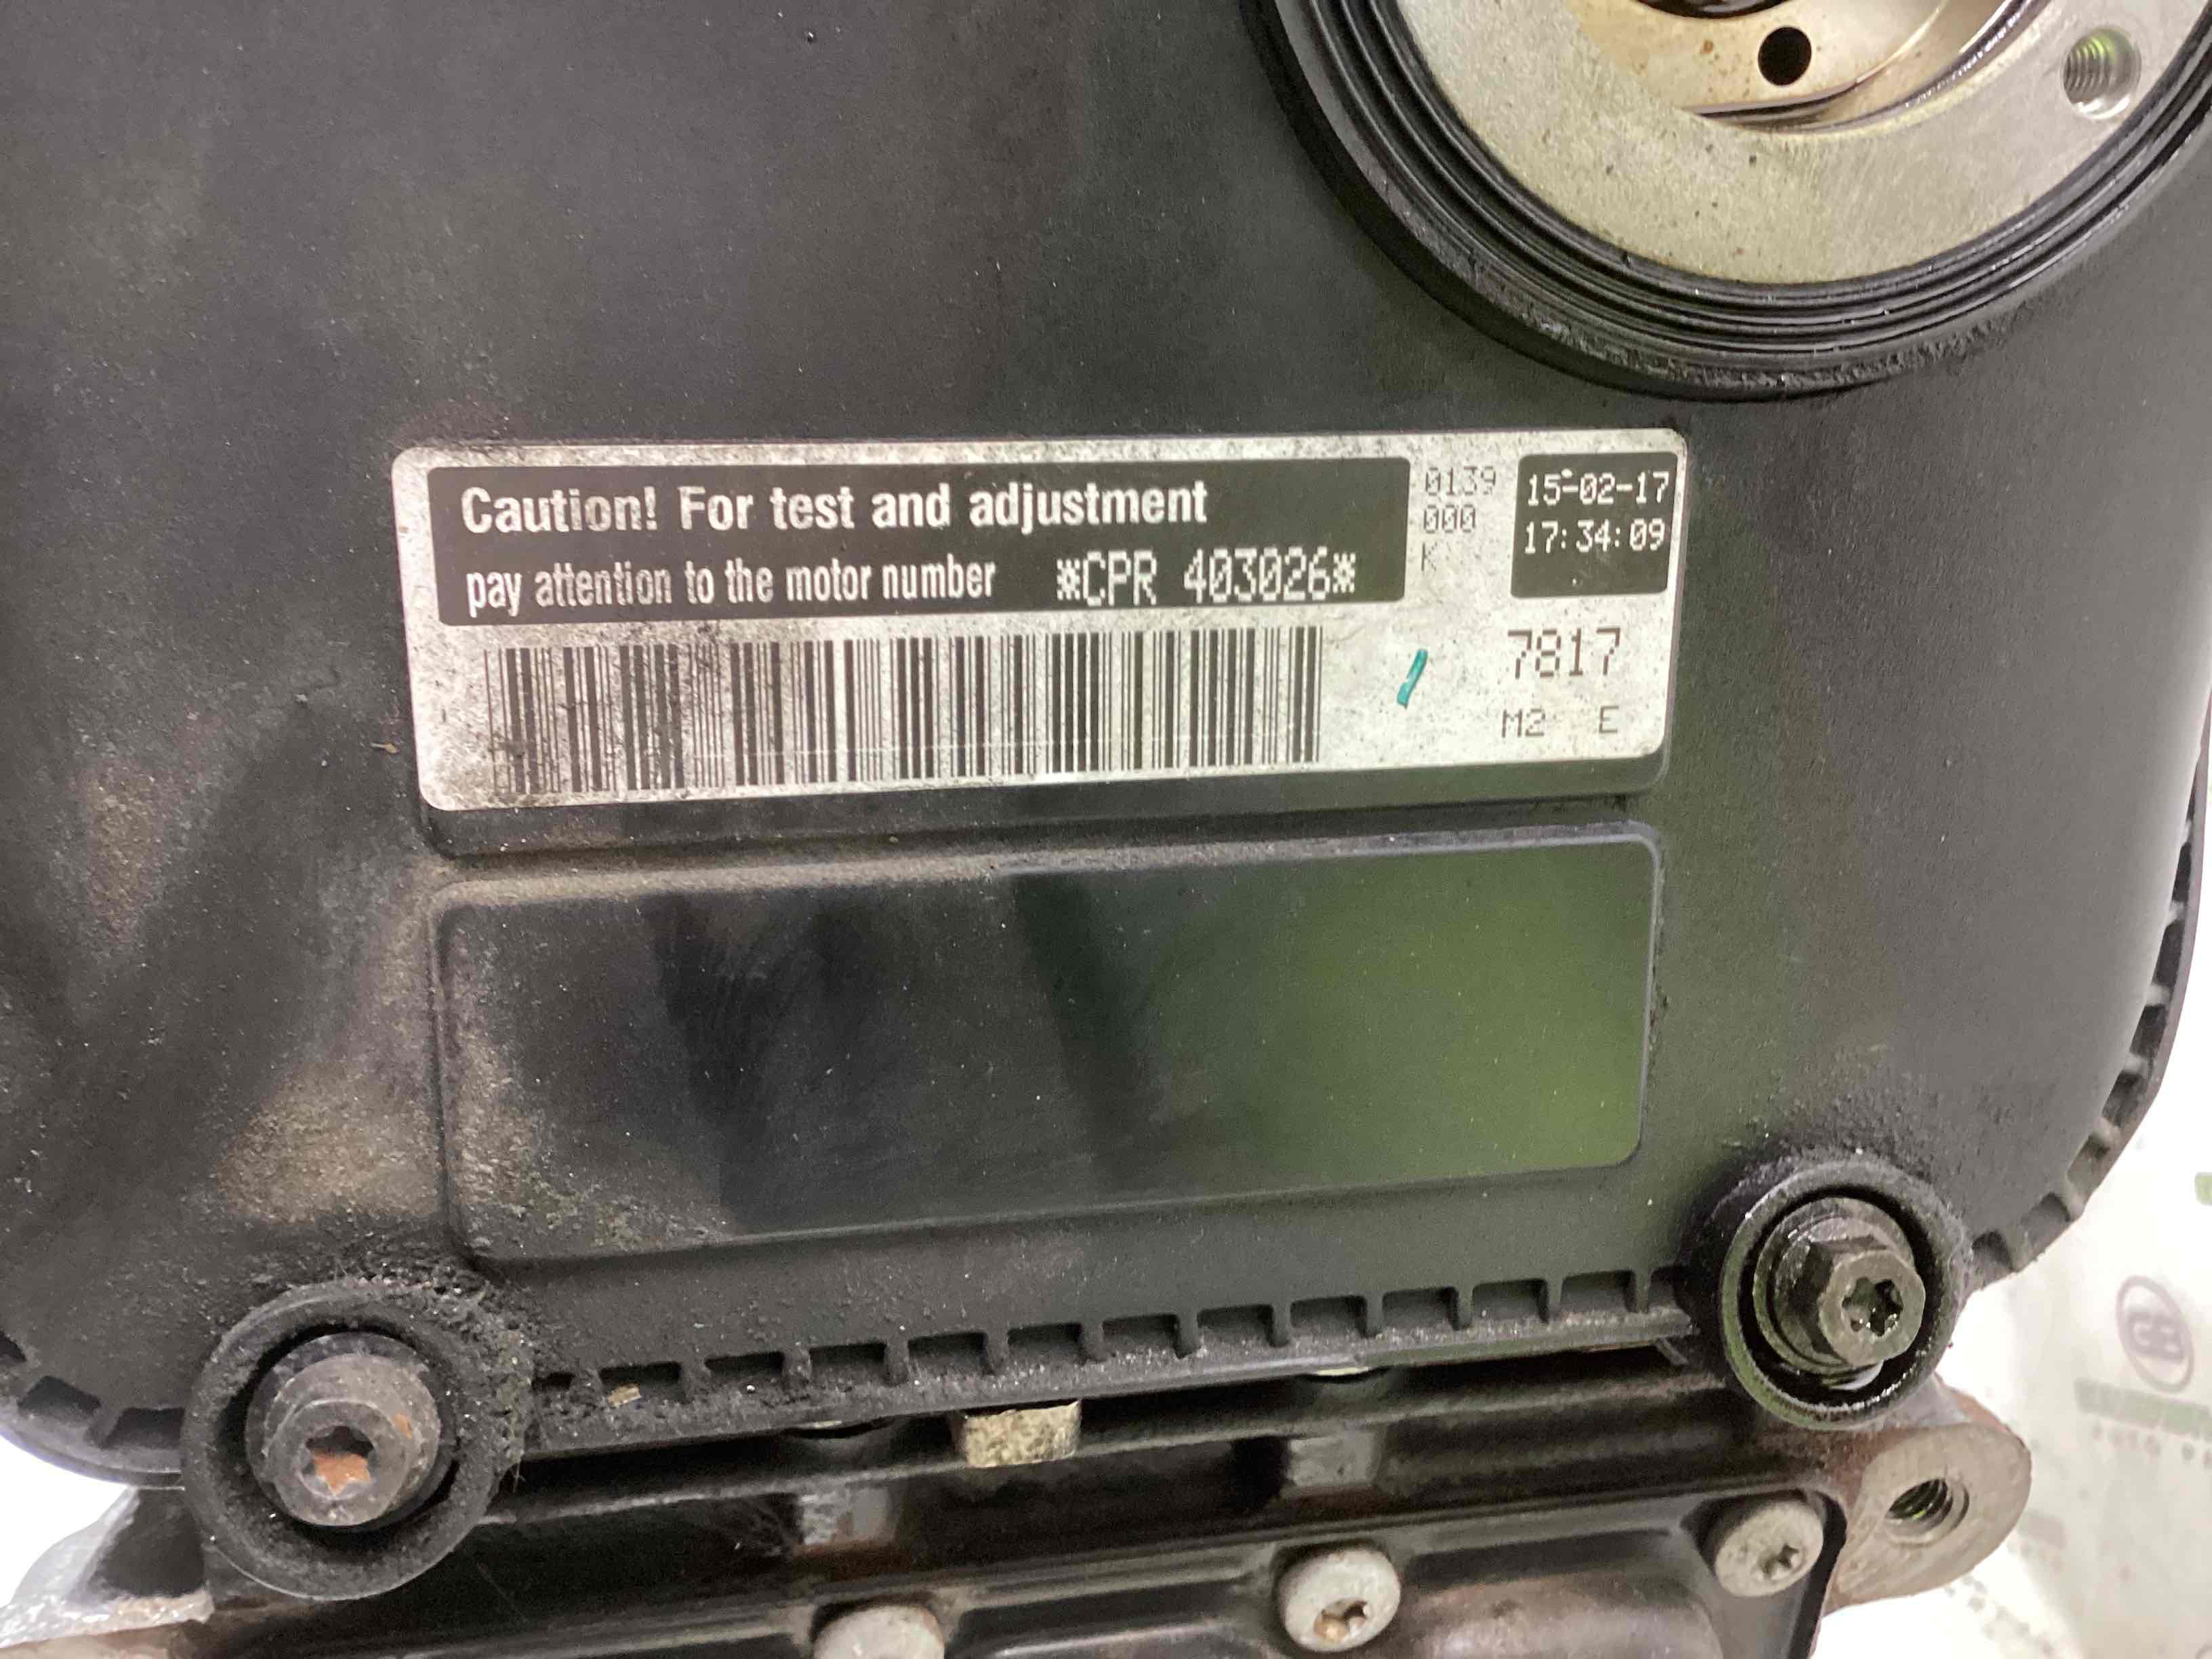 Caution! For test and adjustment
pay attention to the motor number *CPR 403026*
0139
000
K
15-02-17
17:34:09
7817
M2 E
GB